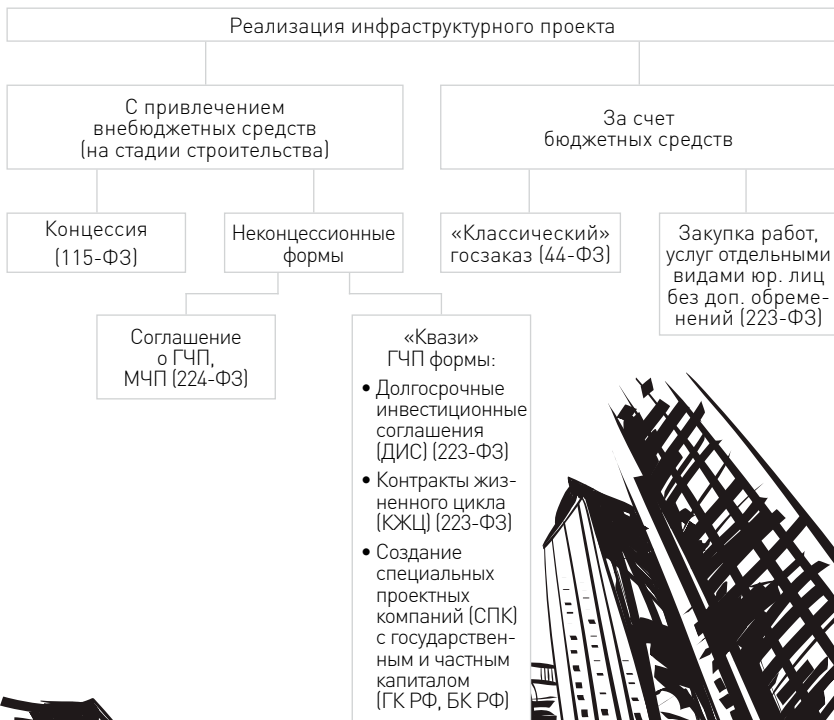 Реализация инфраструктурного проекта
С привлечением
внебюджетных средств
(на стадии строительства)
За счет
бюджетных средств
Концессия
(115-ФЗ)
Неконцессионные
формы
«Классический»
госзаказ (44-ФЗ)
Закупка работ,
услуг отдельными
видами юр. лиц
без доп. обреме-
нений (223-ФЗ)
Соглашение
о ГЧП,
МЧП (224-ФЗ)
«Квази»
ГЧП формы:
• Долгосрочные
инвестиционные
соглашения
(ДИС) (223-ФЗ)
• Контракты жиз-
ненного цикла
(КЖЦ) (223-ФЗ)
• Создание
специальных
проектных
компаний (СПК)
с государствен-
ным и частным
капиталом
(ГК РФ, БК РФ)